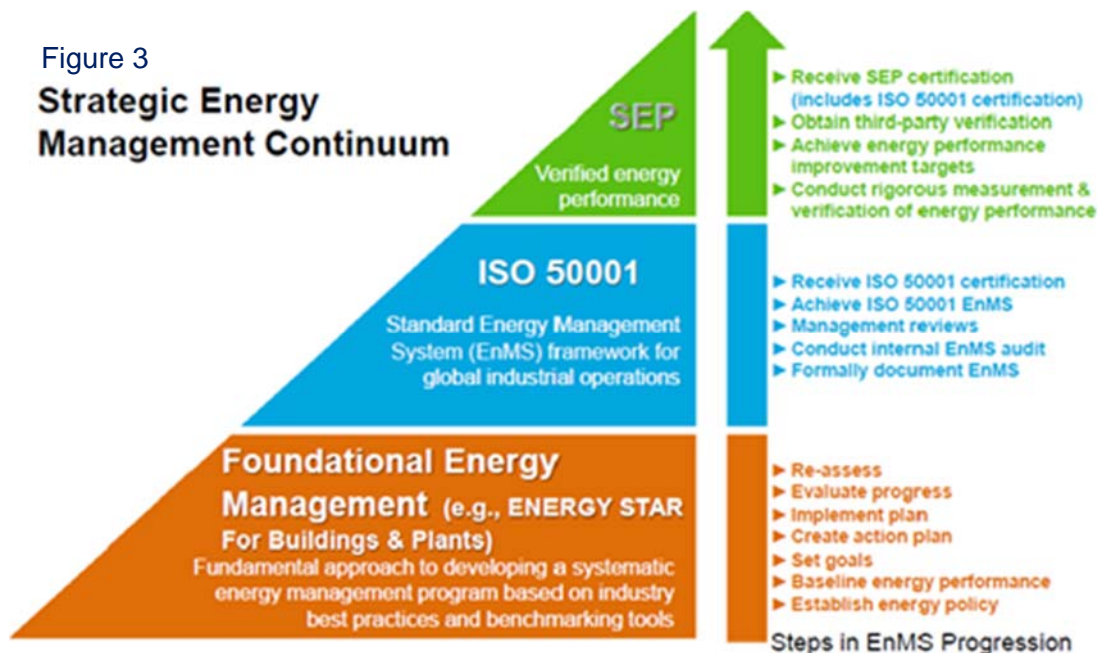 Figure 3
Strategic Energy
Management Continuum
SEP
Verified energy
performance
► Receive SEP certification
(includes ISO 50001 certification)
► Obtain third-party verification
► Achieve energy performance
improvement targets
► Conduct rigorous measurement &
verification of energy performance
ISO 50001
Standard Energy Management
System (EnMS) framework for
global industrial operations
► Receive ISO 50001 certification
► Achieve ISO 50001 EnMS
► Management reviews
► Conduct internal EnMS audit
► Formally document EnMS
Foundational Energy
Management (e.g., ENERGY STAR
For Buildings & Plants)
Fundamental approach to developing a systematic
energy management program based on industry
best practices and benchmarking tools
► Re-assess
► Evaluate progress
► Implement plan
► Create action plan
► Set goals
► Baseline energy performance
► Establish energy policy
Steps in EnMS Progression